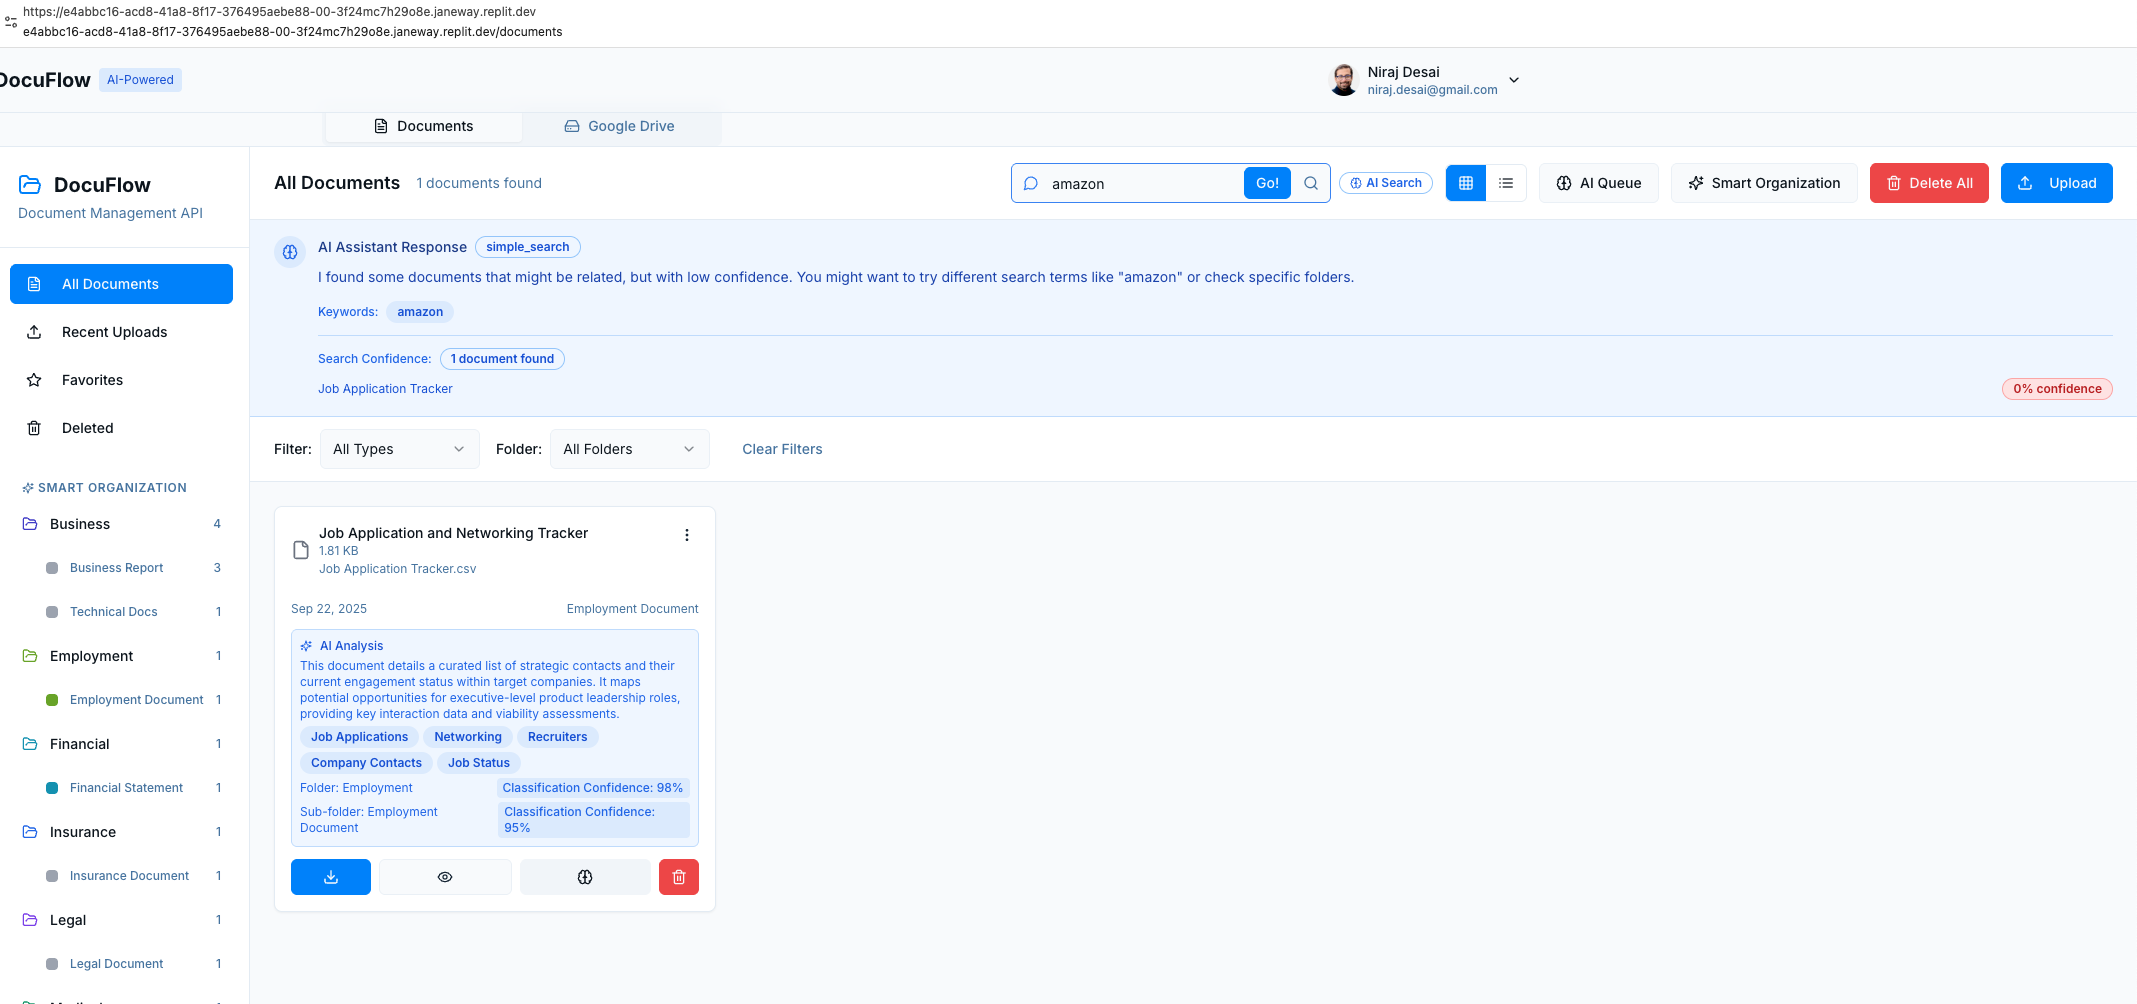 https://e4abbc16-acd8-41a8-8f17-376495aebe88-00-3f24mc7h29o8e.janeway.replit.dev
e4abbc16-acd8-41a8-8f17-376495aebe88-00-3f24mc7h29o8e.janeway.replit.dev/documents
DocuFlow AI-Powered
Niraj Desai
niraj.desai@gmail.com
Documents Google Drive
DocuFlow
Document Management API
All Documents
Recent Uploads
Favorites
Deleted
SMART ORGANIZATION
Business 4
Business Report 3
Technical Docs 1
Employment 1
Employment Document 1
Financial 1
Financial Statement 1
Insurance 1
Insurance Document 1
Legal 1
Legal Document 1
All Documents 1 documents found
amazon Go! AI Search AI Queue Smart Organization Delete All Upload
AI Assistant Response simple_search
I found some documents that might be related, but with low confidence. You might want to try different search terms like "amazon" or check specific folders.
Keywords: amazon
Search Confidence: 1 document found
Job Application Tracker 0% confidence
Filter: All Types Folder: All Folders Clear Filters
Job Application and Networking Tracker
1.81 KB
Job Application Tracker.csv
Sep 22, 2025 Employment Document
AI Analysis
This document details a curated list of strategic contacts and their
current engagement status within target companies. It maps
potential opportunities for executive-level product leadership roles,
providing key interaction data and viability assessments.
Job Applications Networking Recruiters
Company Contacts Job Status
Folder: Employment Classification Confidence: 98%
Sub-folder: Employment Document Classification Confidence: 95%